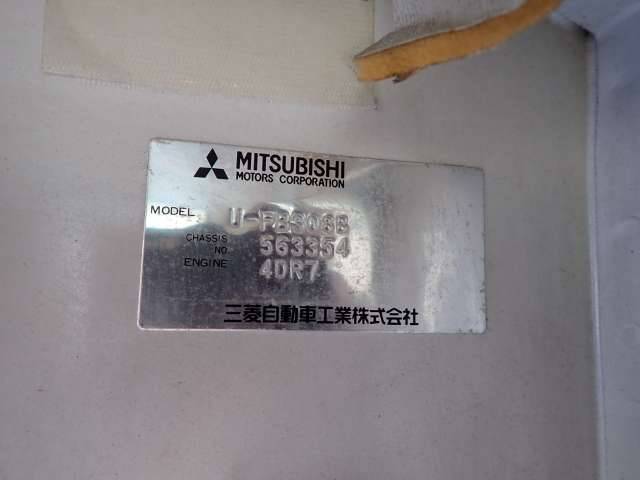 MITSUBISHI
MOTORS CORPORATION
MODEL U-FB308B
CHASSIS NO. 563354
ENGINE 4DR7
三菱自動車工業株式会社